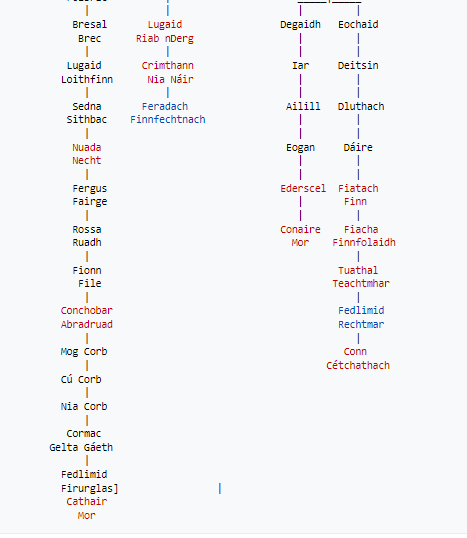 Bresal Lugaid Degaidh Eochaid
Brec Riab nDerg
Lugaid Crimthann Iar Deitsin
Loithfinn Nia Náir
Sedna Feradach Ailill Dluthach
Sithbac Finnfechtnach
Nuada Eogan Dáire
Necht
Fergus Ederscel Fiatach
Fairge Finn
Rossa Conaire Fiacha
Ruadh Mor Finnfolaidh
Fionn Tuathal
File Teachtmhar
Conchobar Fedlimid
Abradruad Rechtmar
Mog Corb Conn
Cétchathach
Cú Corb
Nia Corb
Cormac
Gelta Gáeth
Fedlimid
Firurglas]
Cathair
Mor